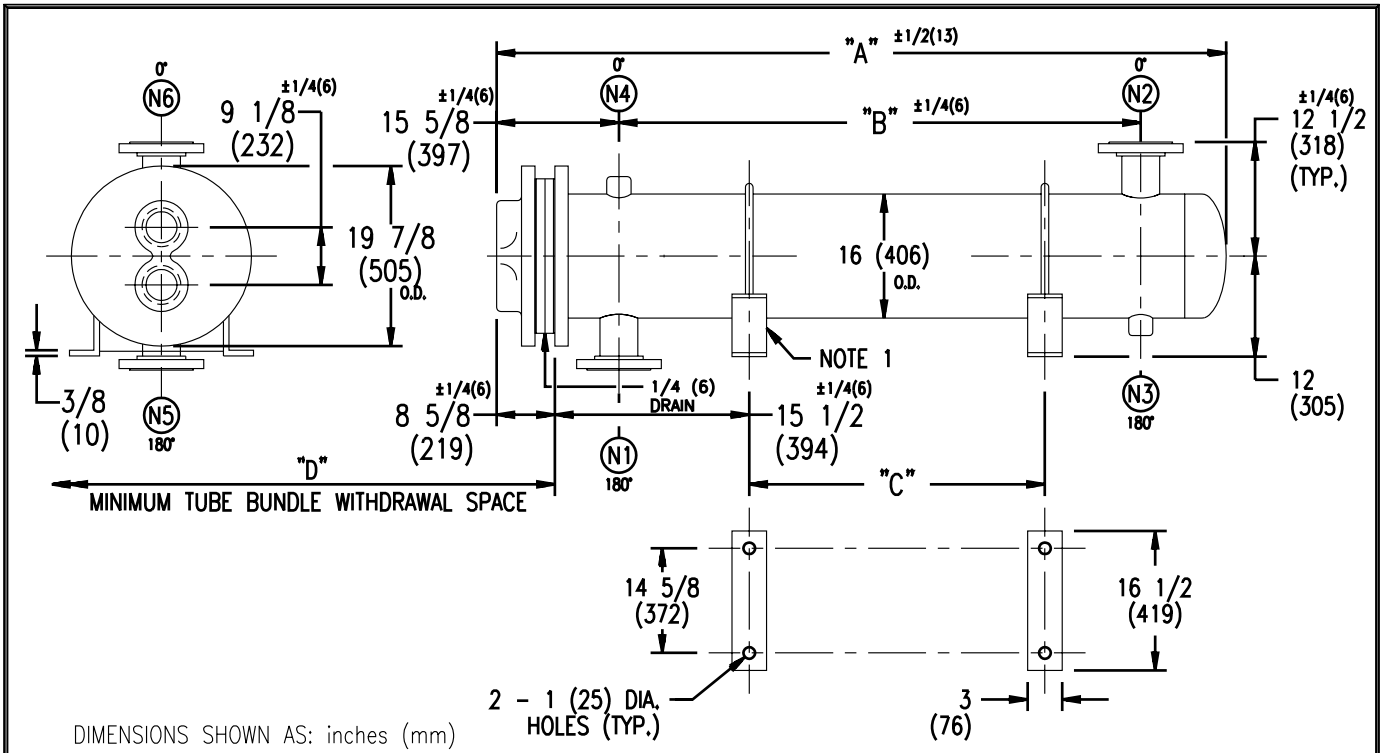 "A" ±1/2(13)
0°
N6
±1/4(6)
9 1/8
(232)
19 7/8
(505)
O.D.
3/8
(10)
N5
180°
±1/4(6)
15 5/8
(397)
0°
N4
"B" ±1/4(6)
0°
N2
±1/4(6)
12 1/2
(318)
(TYP.)
16 (406)
O.D.
NOTE 1
12
(305)
N3
180°
±1/4(6)
8 5/8
(219)
1/4 (6)
DRAIN
±1/4(6)
15 1/2
(394)
N1
180°
"D"
MINIMUM TUBE BUNDLE WITHDRAWAL SPACE
"C"
14 5/8
(372)
16 1/2
(419)
2 - 1 (25) DIA.
HOLES (TYP.)
3
(76)
DIMENSIONS SHOWN AS: inches (mm)